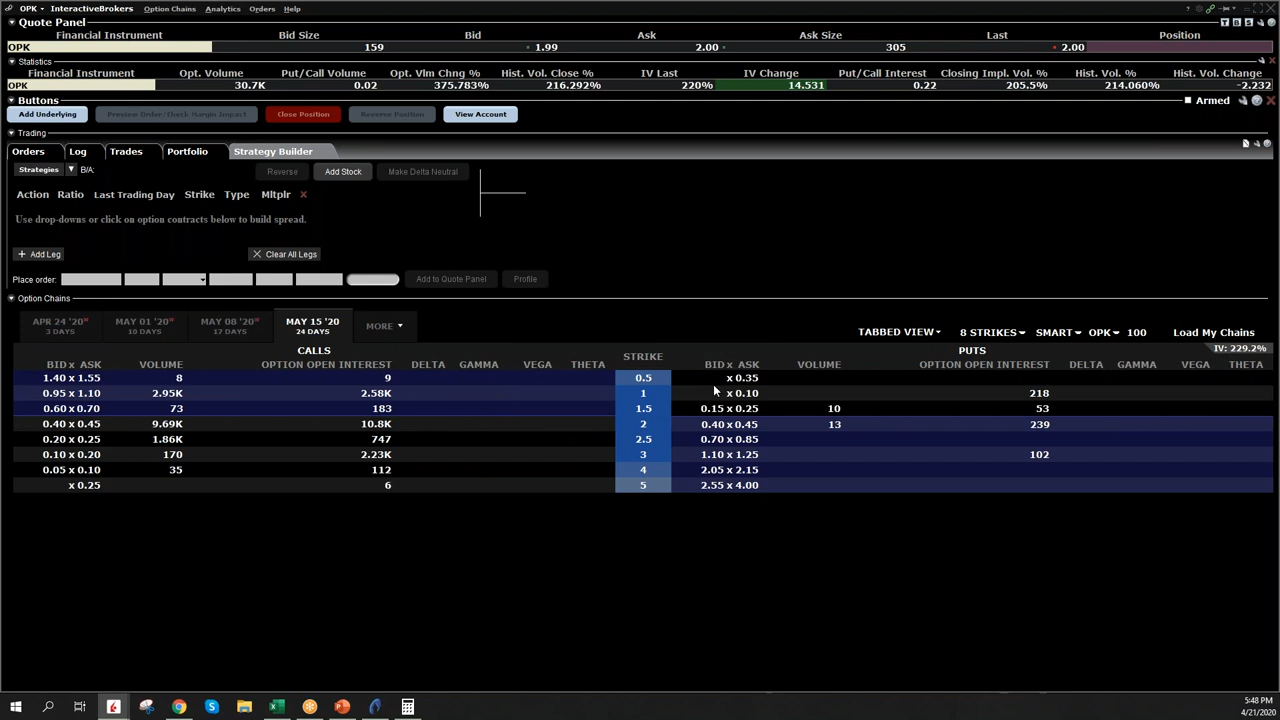 OPK InteractiveBrokers Option Chains Analytics Orders Help
Quote Panel
Financial Instrument Bid Size Bid Ask Ask Size Last Position
OPK 159 1.99 2.00 305 2.00
Statistics
Financial Instrument Opt. Volume Put/Call Volume Opt. Vlm Chng % Hist. Vol. Close % IV Last IV Change Put/Call Interest Closing Impl. Vol. % Hist. Vol. % Hist. Vol. Change
OPK 30.7K 0.02 375.783% 216.292% 220% 14.531 0.22 205.5% 214.060% -2.232
Buttons Armed
Add Underlying Preview Order/Check Margin Impact Close Position Reverse Position View Account
Trading
Orders Log Trades Portfolio Strategy Builder
Strategies B/A: Reverse Add Stock Make Delta Neutral
Action Ratio Last Trading Day Strike Type Mltplr
Use drop-downs or click on option contracts below to build spread.
+ Add Leg X Clear All Legs
Place order: Add to Quote Panel Profile
Option Chains
APR 24 '20 MAY 01 '20 MAY 08 '20 MAY 15 '20 MORE
3 DAYS 10 DAYS 17 DAYS 24 DAYS
TABBED VIEW 8 STRIKES SMART OPK 100 Load My Chains
CALLS STRIKE PUTS IV: 229.2%
BID x ASK VOLUME OPTION OPEN INTEREST DELTA GAMMA VEGA THETA BID x ASK VOLUME OPTION OPEN INTEREST DELTA GAMMA VEGA THETA
1.40 x 1.55 8 9 0.5 x 0.35
0.95 x 1.10 2.95K 2.58K 1 x 0.10 218
0.60 x 0.70 73 183 1.5 0.15 x 0.25 10 53
0.40 x 0.45 9.69K 10.8K 2 0.40 x 0.45 13 239
0.20 x 0.25 1.86K 747 2.5 0.70 x 0.85
0.10 x 0.20 170 2.23K 3 1.10 x 1.25 102
0.05 x 0.10 35 112 4 2.05 x 2.15
x 0.25 6 5 2.55 x 4.00
5:48 PM
4/21/2020